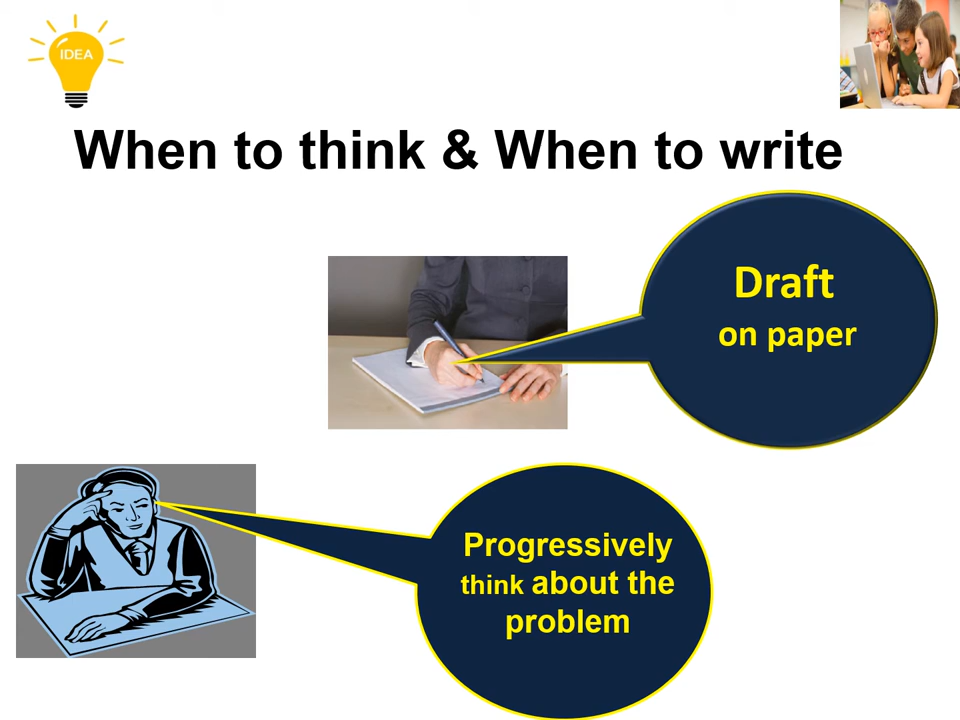 IDEA
When to think & When to write
Draft
on paper
Progressively
think about the
problem